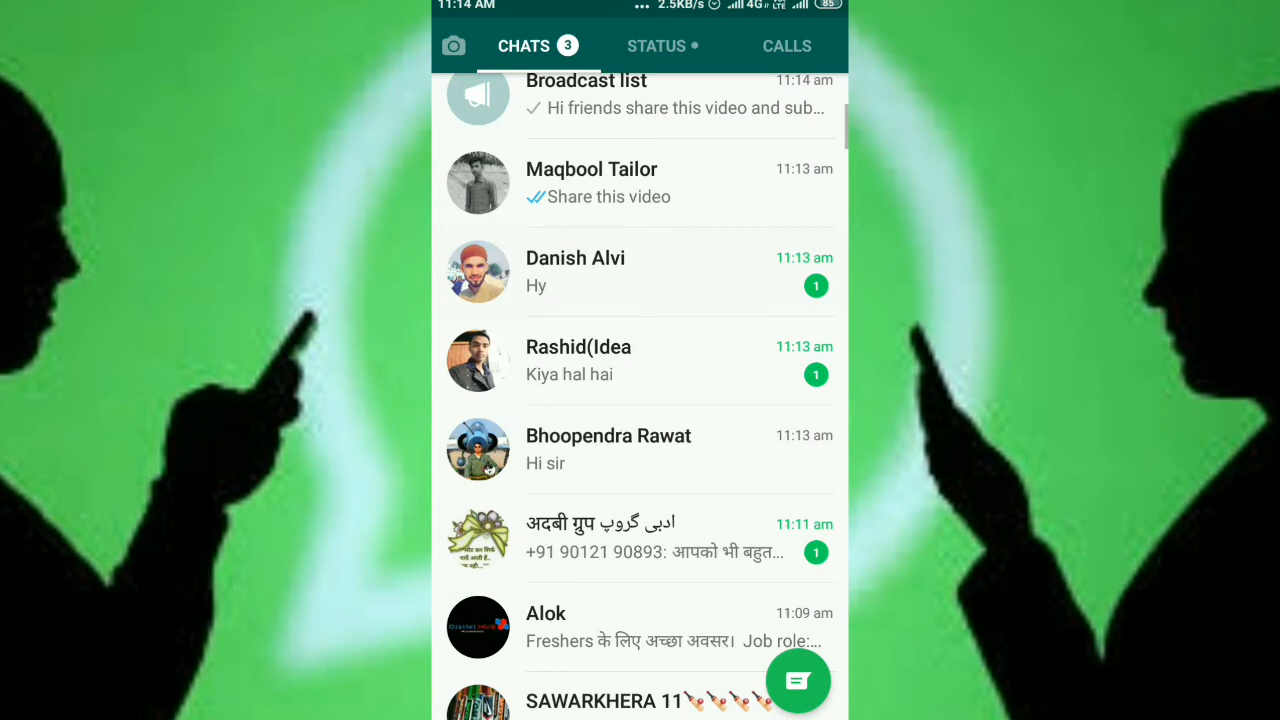 11:14 AM
2.5KB/s
4G
VoLTE
85
CHATS 3
STATUS
CALLS
Broadcast list
11:14 am
Hi friends share this video and sub...
Maqbool Tailor
11:13 am
Share this video
Danish Alvi
11:13 am
Hy
1
Rashid(Idea
11:13 am
Kiya hal hai
1
Bhoopendra Rawat
11:13 am
Hi sir
अदबी ग्रुप ادبی گروپ
11:11 am
+91 90121 90893: आपको भी बहुत...
1
Alok
11:09 am
Freshers के लिए अच्छा अवसर। Job role:...
SAWARKHERA 11🏏🏏🏏🏏